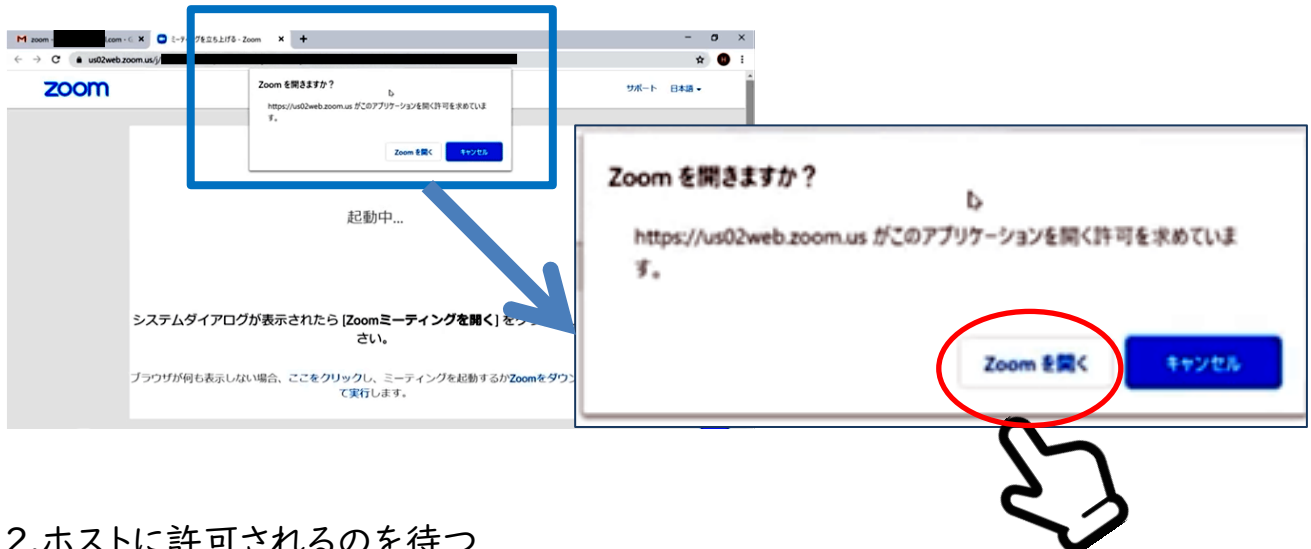 zoom -
.com - C
ミーティングを立ち上げる - Zoom
us02web.zoom.us/j/
zoom
サポート 日本語
Zoom を開きますか？
https://us02web.zoom.us がこのアプリケーションを開く許可を求めていま
す。
Zoom を開く キャンセル
起動中...
システムダイアログが表示されたら [Zoomミーティングを開く] を
さい。
ブラウザが何も表示しない場合、ここをクリックし、ミーティングを起動するかZoomをダウン
て実行します。
Zoom を開きますか？
https://us02web.zoom.us がこのアプリケーションを開く許可を求めていま
す。
Zoom を開く キャンセル
2.ホストに許可されるのを待つ